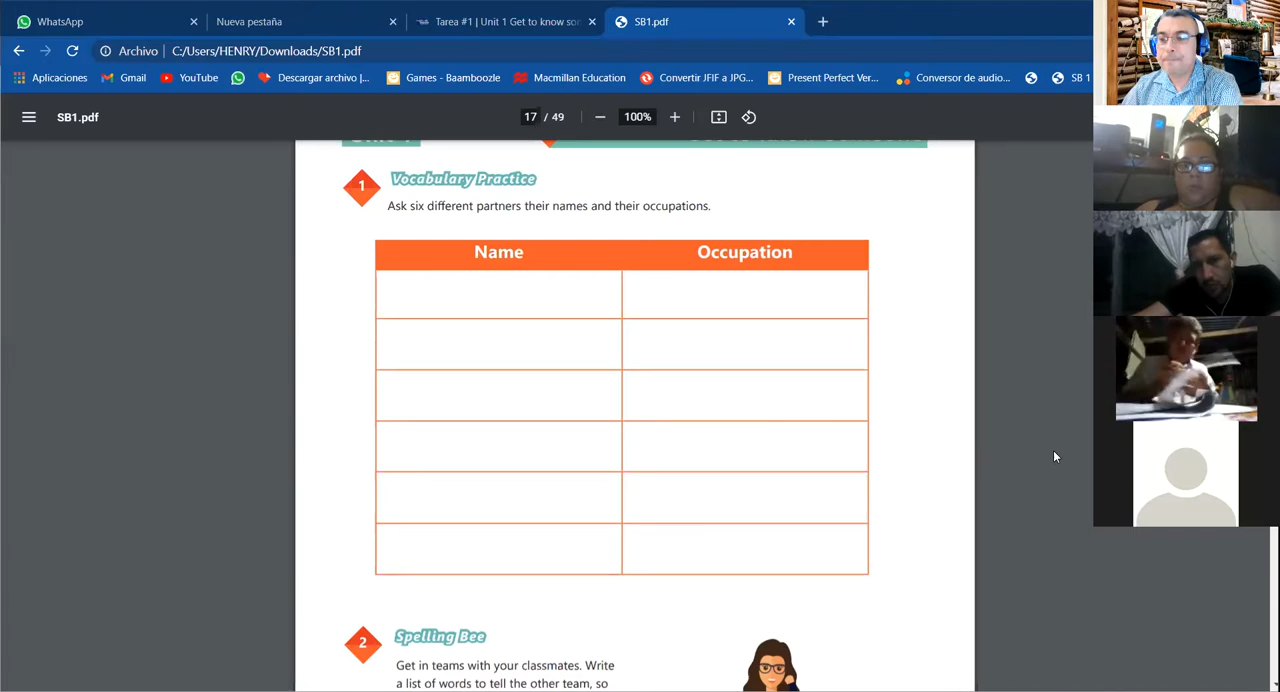 WhatsApp
Nueva pestaña
Tarea #1 | Unit 1 Get to know so
SB1.pdf
Archivo
C:/Users/HENRY/Downloads/SB1.pdf
Aplicaciones
Gmail
YouTube
Descargar archivo |...
Games - Baamboozle
Macmillan Education
Convertir JFIF a JPG...
Present Perfect Ver...
Conversor de audio...
SB 1
SB1.pdf
17 / 49
100%
1
Vocabulary Practice
Ask six different partners their names and their occupations.
Name
Occupation
2
Spelling Bee
Get in teams with your classmates. Write
a list of words to tell the other team, so